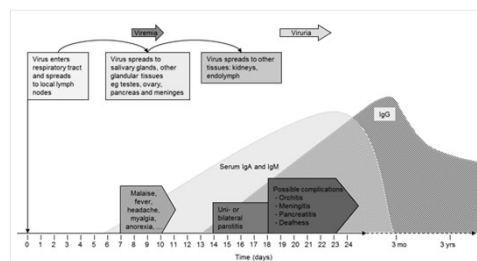 Viremia
Viruria
Virus enters
respiratory tract
and spreads
to local lymph
nodes
Virus spreads to
salivary glands, other
glandular tissues
eg testes, ovary,
pancreas and meninges
Virus spreads to other
tissues: kidneys,
endolymph
IgG
Serum IgA and IgM
Malaise,
fever,
headache,
myalgia,
anorexia, ...
Uni- or
bilateral
parotitis
Possible complications
- Orchitis
- Meningitis
- Pancreatitis
- Deafness
0 1 2 3 4 5 6 7 8 9 10 11 12 13 14 15 16 17 18 19 20 21 22 23 24 3 mo 3 yrs
Time (days)